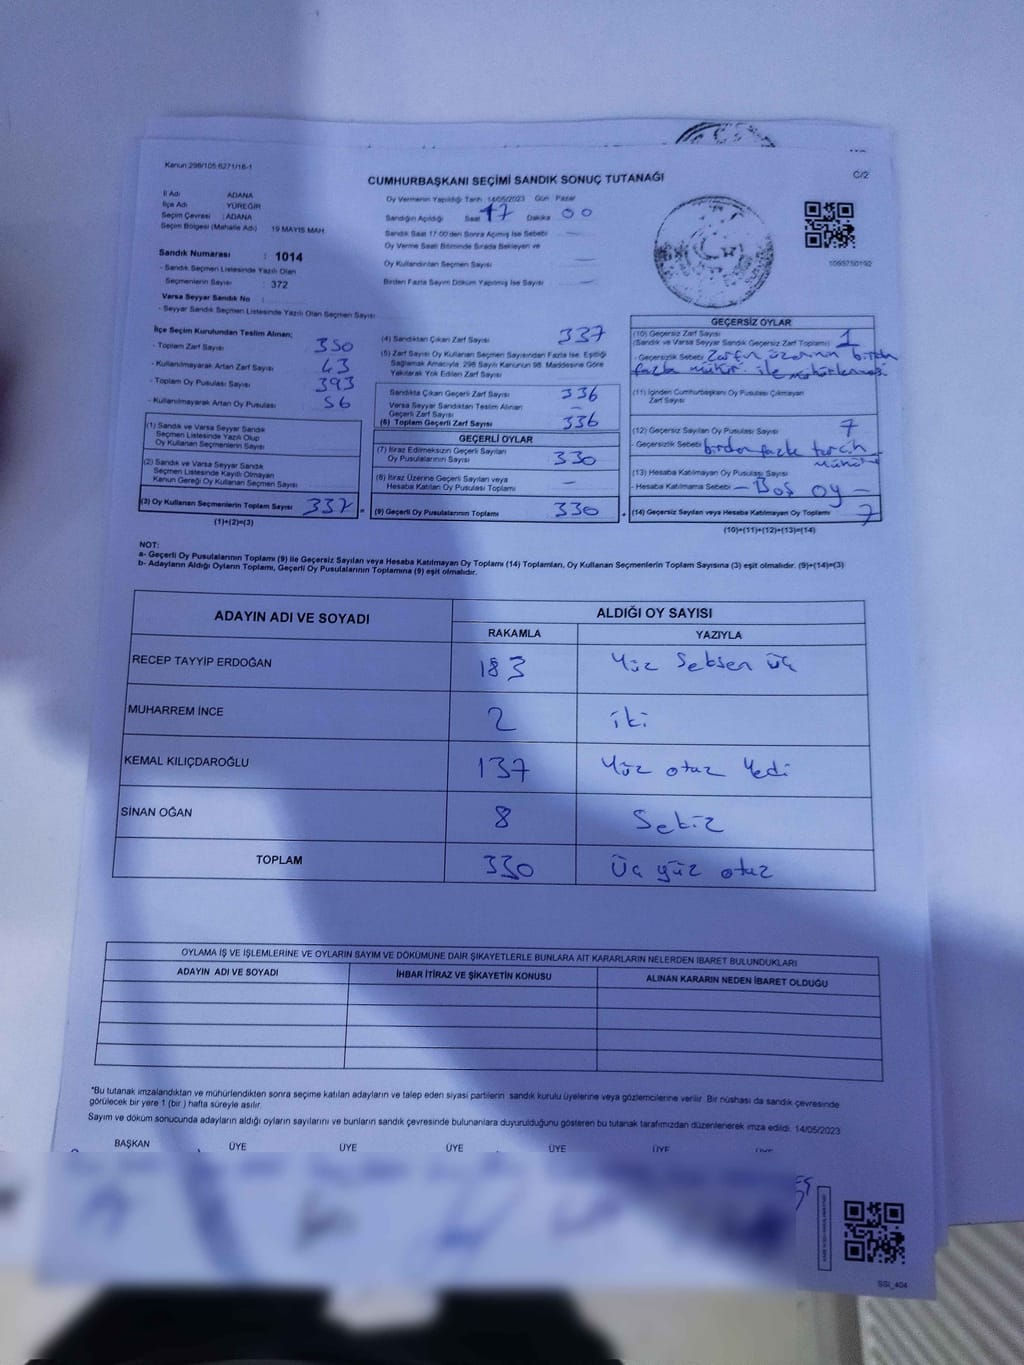 Kanun:298/105.6271/16-1
C/2
CUMHURBAŞKANI SEÇİMİ SANDIK SONUÇ TUTANAĞI
İl Adı ADANA
İlçe Adı YÜREĞİR
Seçim Çevresi : ADANA
Seçim Bölgesi (Mahalle Adı) 19 MAYIS MAH
Sandık Numarası : 1014
- Sandık Seçmen Listesinde Yazılı Olan
Seçmenlerin Sayısı : 372
Varsa Seyyar Sandık No :
- Seyyar Sandık Seçmen Listesinde Yazılı Olan Seçmen Sayısı
Oy Vermenin Yapıldığı Tarih 14/05/2023 Gün Pazar
Sandığın Açıldığı Saat 17 Dakika 00
Sandık Saat 17:00'den Sonra Açılmış İse Sebebi —
Oy Verme Saati Bitiminde Sırada Bekleyen ve
Oy Kullandırılan Seçmen Sayısı —
Birden Fazla Sayım Döküm Yapılmış İse Sayısı —
1095750192
İlçe Seçim Kurulundan Teslim Alınan;
- Toplam Zarf Sayısı 380
- Kullanılmayarak Artan Zarf Sayısı 43
- Toplam Oy Pusulası Sayısı 393
- Kullanılmayarak Artan Oy Pusulası 56
(1) Sandık ve Varsa Seyyar Sandık
Seçmen Listesinde Yazılı Olup
Oy Kullanan Seçmenlerin Sayısı
(2) Sandık ve Varsa Seyyar Sandık
Seçmen Listesinde Kayıtlı Olmayan
Kanun Gereği Oy Kullanan Seçmen Sayısı
(3) Oy Kullanan Seçmenlerin Toplam Sayısı 337
(1)+(2)=(3)
(4) Sandıktan Çıkan Zarf Sayısı 337
(5) Zarf Sayısı Oy Kullanan Seçmen Sayısından Fazla İse, Eşitliği
Sağlamak Amacıyla, 298 Sayılı Kanunun 98. Maddesine Göre
Yakılarak Yok Edilen Zarf Sayısı
Sandıkta Çıkan Geçerli Zarf Sayısı 336
Varsa Seyyar Sandıktan Teslim Alınan
Geçerli Zarf Sayısı —
(6) Toplam Geçerli Zarf Sayısı 336
GEÇERLİ OYLAR
(7) İtiraz Edilmeksizin Geçerli Sayılan
Oy Pusulalarının Sayısı 330
(8) İtiraz Üzerine Geçerli Sayılan veya
Hesaba Katılan Oy Pusulası Toplamı —
(9) Geçerli Oy Pusulalarının Toplamı 330
GEÇERSİZ OYLAR
(10) Geçersiz Zarf Sayısı
(Sandık ve Varsa Seyyar Sandık Geçersiz Zarf Toplamı) 1
- Geçersizlik Sebebi Zarfın üzerinin birden
fazla mühür ile mühürlenmesi
(11) İçinden Cumhurbaşkanı Oy Pusulası Çıkmayan
Zarf Sayısı
(12) Geçersiz Sayılan Oy Pusulası Sayısı 7
- Geçersizlik Sebebi birden fazla tercih
mühür
(13) Hesaba Katılmayan Oy Pusulası Sayısı
- Hesaba Katılmama Sebebi — Boş oy —
(14) Geçersiz Sayılan veya Hesaba Katılmayan Oy Toplamı 7
(10)+(11)+(12)+(13)=(14)
NOT:
a- Geçerli Oy Pusulalarının Toplamı (9) ile Geçersiz Sayılan veya Hesaba Katılmayan Oy Toplamı (14) Toplamları, Oy Kullanan Seçmenlerin Toplam Sayısına (3) eşit olmalıdır. (9)+(14)=(3)
b- Adayların Aldığı Oyların Toplamı, Geçerli Oy Pusulalarının Toplamına (9) eşit olmalıdır.
ADAYIN ADI VE SOYADI ALDIĞI OY SAYISI
RAKAMLA YAZIYLA
RECEP TAYYİP ERDOĞAN 183 Yüz Seksen üç
MUHARREM İNCE 2 iki
KEMAL KILIÇDAROĞLU 137 Yüz otuz Yedi
SİNAN OĞAN 8 Sekiz
TOPLAM 330 Üç yüz otuz
OYLAMA İŞ VE İŞLEMLERİNE VE OYLARIN SAYIM VE DÖKÜMÜNE DAİR ŞİKAYETLERLE BUNLARA AİT KARARLARIN NELERDEN İBARET BULUNDUKLARI
ADAYIN ADI VE SOYADI İHBAR İTİRAZ VE ŞİKAYETİN KONUSU ALINAN KARARIN NEDEN İBARET OLDUĞU
*Bu tutanak imzalandıktan ve mühürlendikten sonra seçime katılan adayların ve talep eden siyasi partilerin sandık kurulu üyelerine veya gözlemcilerine verilir. Bir nüshası da sandık çevresinde
görülecek bir yere 1 (bir ) hafta süreyle asılır.
Sayım ve döküm sonucunda adayların aldığı oyların sayılarını ve bunların sandık çevresinde bulunanlara duyurulduğunu gösteren bu tutanak tarafımızdan düzenlenerek imza edildi. 14/05/2023
BAŞKAN ÜYE ÜYE ÜYE ÜYE ÜYE ÜYE
SSI_404